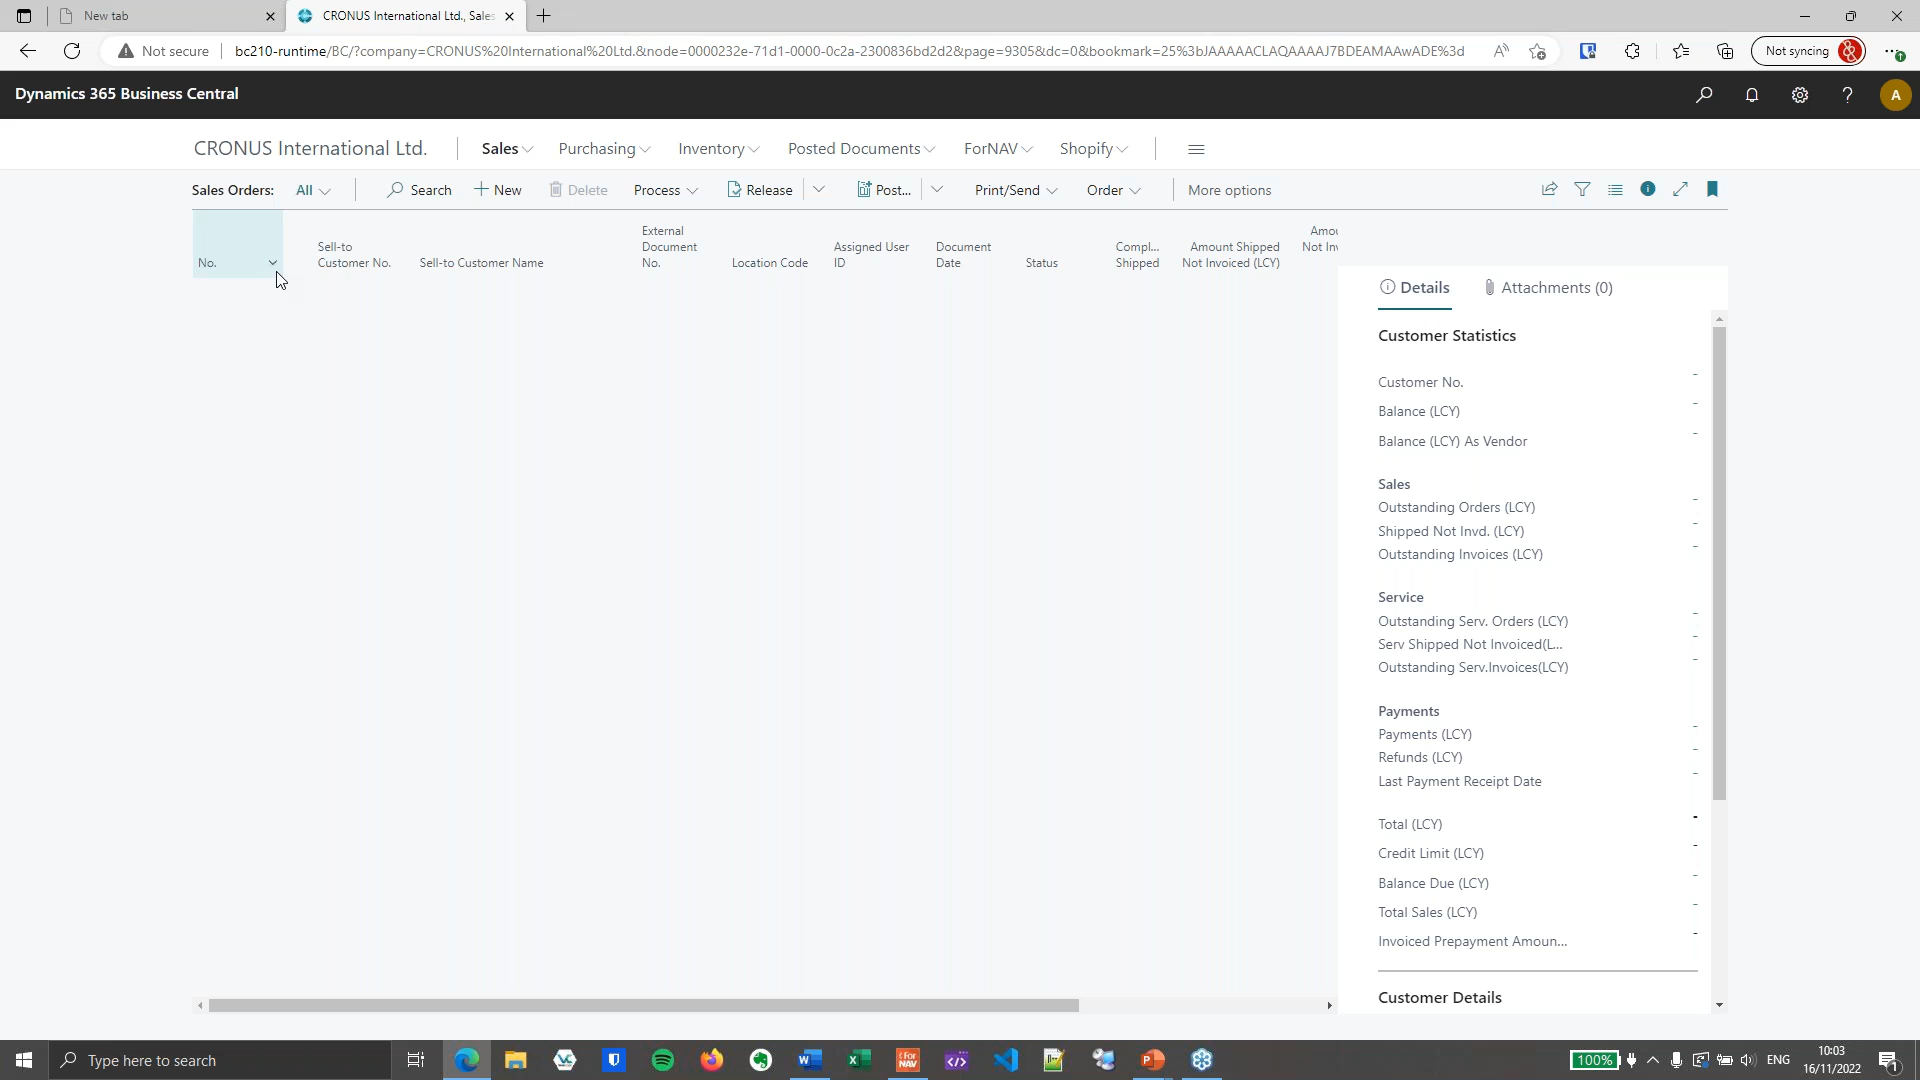 New tab
CRONUS International Ltd., Sales
Not secure
bc210-runtime/BC/?company=CRONUS%20International%20Ltd.&node=0000232e-71d1-0000-0c2a-2300836bd2d2&page=9305&dc=0&bookmark=25%3bJAAAAACLAQAAAAJ7BDEAMAAwADE%3d
Not syncing
Dynamics 365 Business Central
A
CRONUS International Ltd.
Sales
Purchasing
Inventory
Posted Documents
ForNAV
Shopify
Sales Orders:
All
Search
New
Delete
Process
Release
Post...
Print/Send
Order
More options
No.
Sell-to
Customer No.
Sell-to Customer Name
External
Document
No.
Location Code
Assigned User
ID
Document
Date
Status
Compl...
Shipped
Amount Shipped
Not Invoiced (LCY)
Amou
Not Inv
Details
Attachments (0)
Customer Statistics
Customer No.
Balance (LCY)
Balance (LCY) As Vendor
Sales
Outstanding Orders (LCY)
Shipped Not Invd. (LCY)
Outstanding Invoices (LCY)
Service
Outstanding Serv. Orders (LCY)
Serv Shipped Not Invoiced(L...
Outstanding Serv.Invoices(LCY)
Payments
Payments (LCY)
Refunds (LCY)
Last Payment Receipt Date
Total (LCY)
Credit Limit (LCY)
Balance Due (LCY)
Total Sales (LCY)
Invoiced Prepayment Amoun...
Customer Details
Type here to search
100%
ENG
10:03
16/11/2022
1